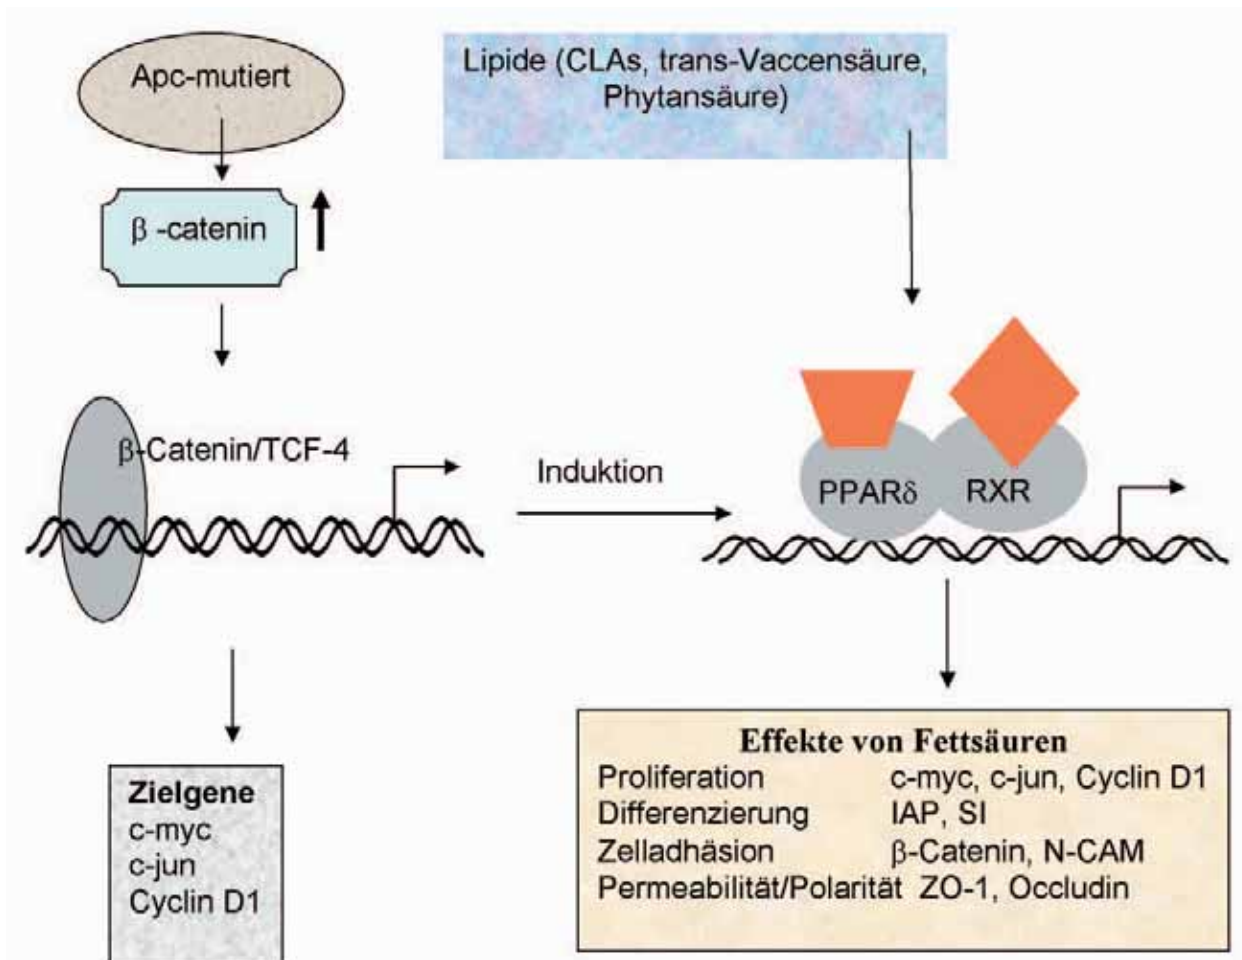 Apc-mutiert
β -catenin
β-Catenin/TCF-4
Zielgene
c-myc
c-jun
Cyclin D1
Lipide (CLAs, trans-Vaccensäure,
Phytansäure)
Induktion
PPARδ
RXR
Effekte von Fettsäuren
Proliferation c-myc, c-jun, Cyclin D1
Differenzierung IAP, SI
Zelladhäsion β-Catenin, N-CAM
Permeabilität/Polarität ZO-1, Occludin